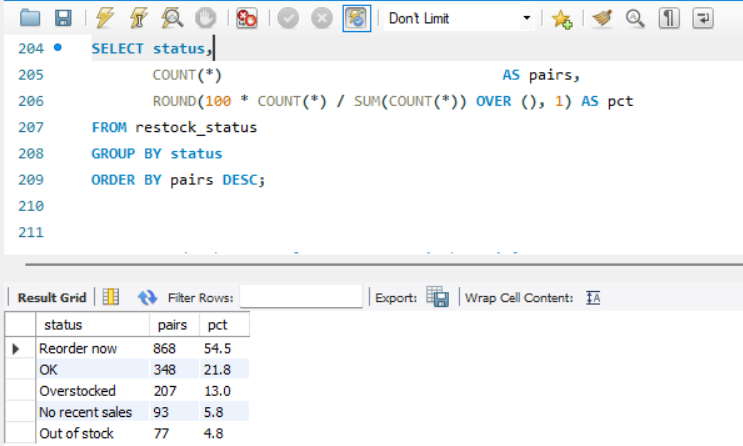 Don't Limit
204 SELECT status,
205 COUNT(*) AS pairs,
206 ROUND(100 * COUNT(*) / SUM(COUNT(*)) OVER (), 1) AS pct
207 FROM restock_status
208 GROUP BY status
209 ORDER BY pairs DESC;
210
211
Result Grid Filter Rows: Export: Wrap Cell Content:
status pairs pct
Reorder now 868 54.5
OK 348 21.8
Overstocked 207 13.0
No recent sales 93 5.8
Out of stock 77 4.8